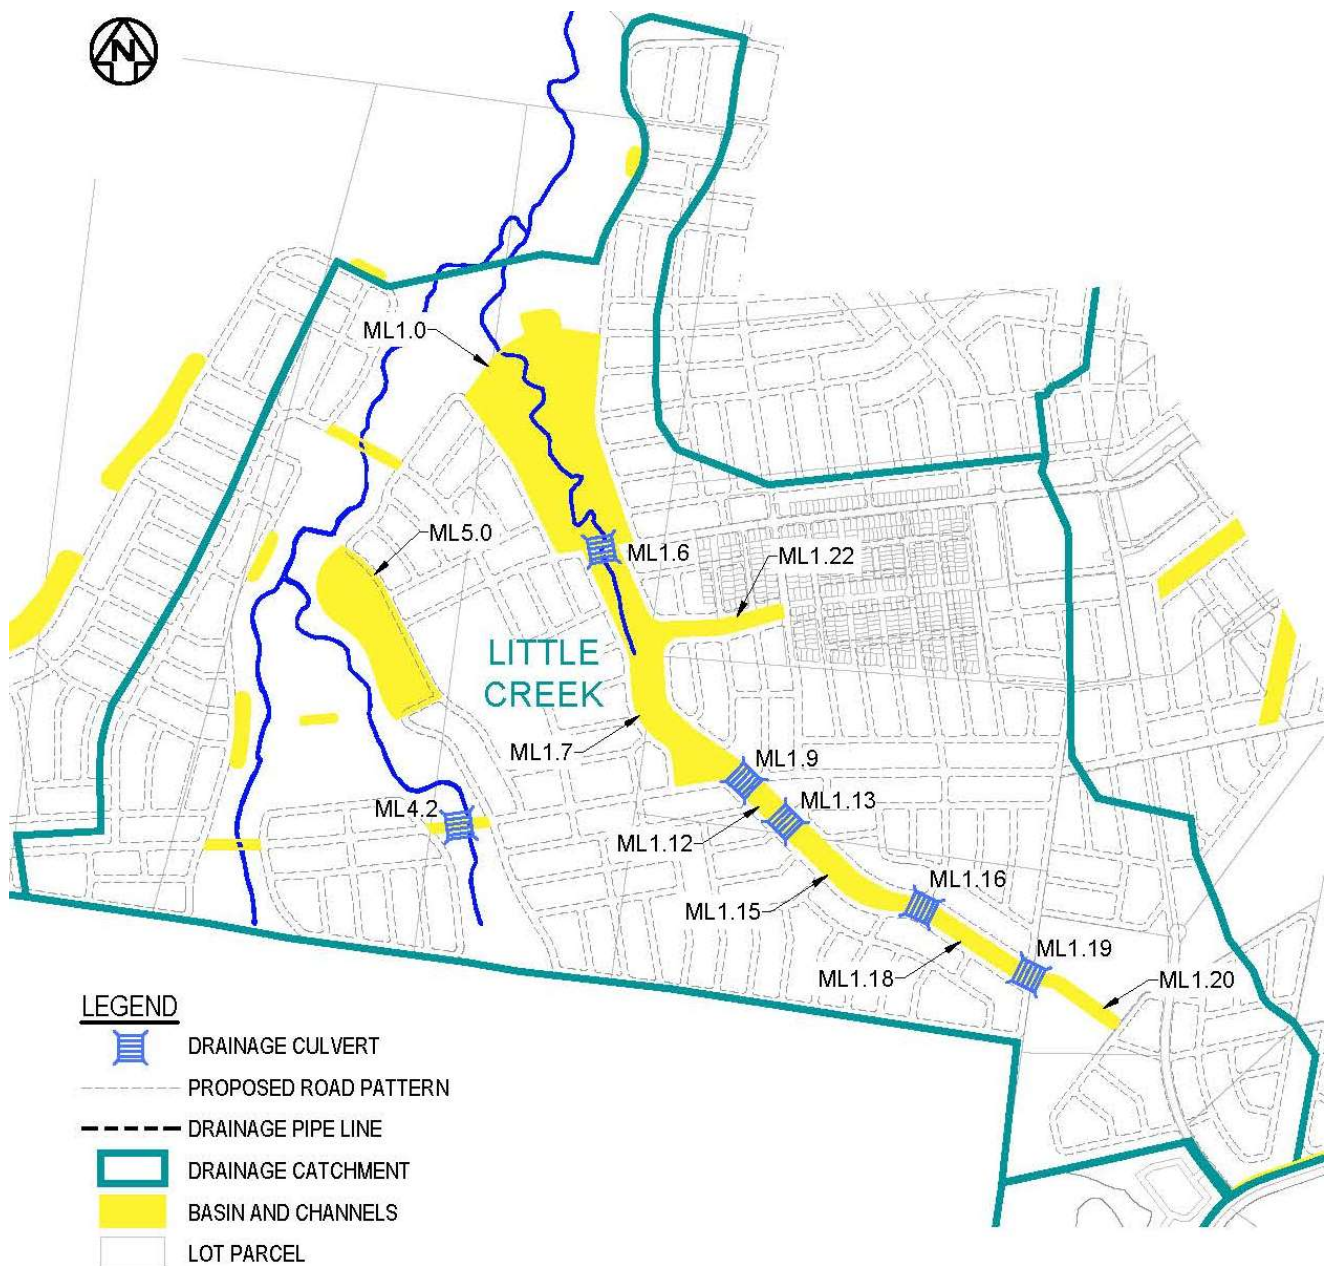 N
ML1.0
ML5.0
ML1.6
ML1.22
LITTLE
CREEK
ML1.7
ML1.9
ML4.2
ML1.13
ML1.12
ML1.16
ML1.15
ML1.19
ML1.18
ML1.20
LEGEND
DRAINAGE CULVERT
PROPOSED ROAD PATTERN
DRAINAGE PIPE LINE
DRAINAGE CATCHMENT
BASIN AND CHANNELS
LOT PARCEL